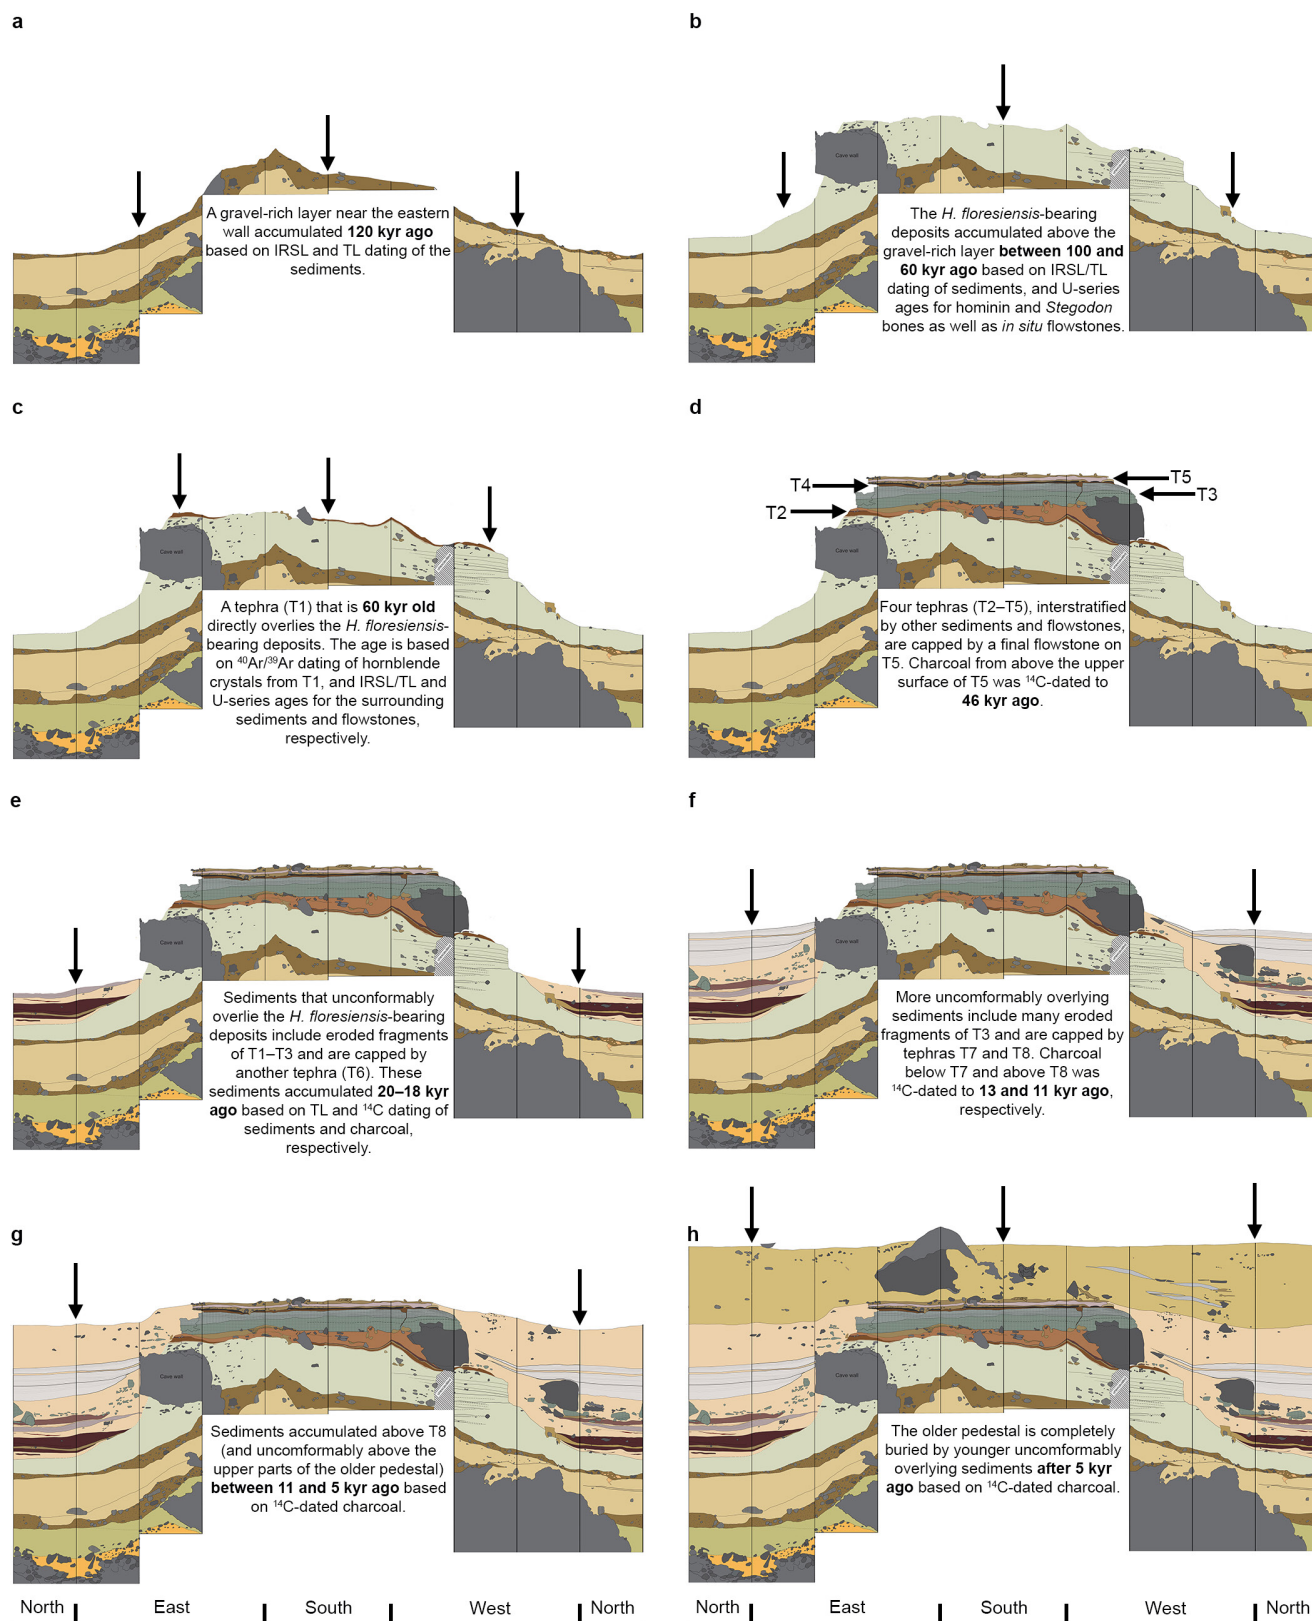 a
A gravel-rich layer near the eastern
wall accumulated 120 kyr ago
based on IRSL and TL dating of the
sediments.
b
Cave wall
The H. floresiensis-bearing
deposits accumulated above the
gravel-rich layer between 100 and
60 kyr ago based on IRSL/TL
dating of sediments, and U-series
ages for hominin and Stegodon
bones as well as in situ flowstones.
c
Cave wall
A tephra (T1) that is 60 kyr old
directly overlies the H. floresiensis-
bearing deposits. The age is based
on ⁴⁰Ar/³⁹Ar dating of hornblende
crystals from T1, and IRSL/TL and
U-series ages for the surrounding
sediments and flowstones,
respectively.
d
T4
T5
T3
T2
Cave wall
Four tephras (T2–T5), interstratified
by other sediments and flowstones,
are capped by a final flowstone on
T5. Charcoal from above the upper
surface of T5 was ¹⁴C-dated to
46 kyr ago.
e
Cave wall
Sediments that unconformably
overlie the H. floresiensis-bearing
deposits include eroded fragments
of T1–T3 and are capped by
another tephra (T6). These
sediments accumulated 20–18 kyr
ago based on TL and ¹⁴C dating of
sediments and charcoal,
respectively.
f
Cave wall
More uncomformably overlying
sediments include many eroded
fragments of T3 and are capped by
tephras T7 and T8. Charcoal
below T7 and above T8 was
¹⁴C-dated to 13 and 11 kyr ago,
respectively.
g
Cave wall
Sediments accumulated above T8
(and uncomformably above the
upper parts of the older pedestal)
between 11 and 5 kyr ago based
on ¹⁴C-dated charcoal.
h
Cave wall
The older pedestal is completely
buried by younger uncomformably
overlying sediments after 5 kyr
ago based on ¹⁴C-dated charcoal.
North East South West North
North East South West North